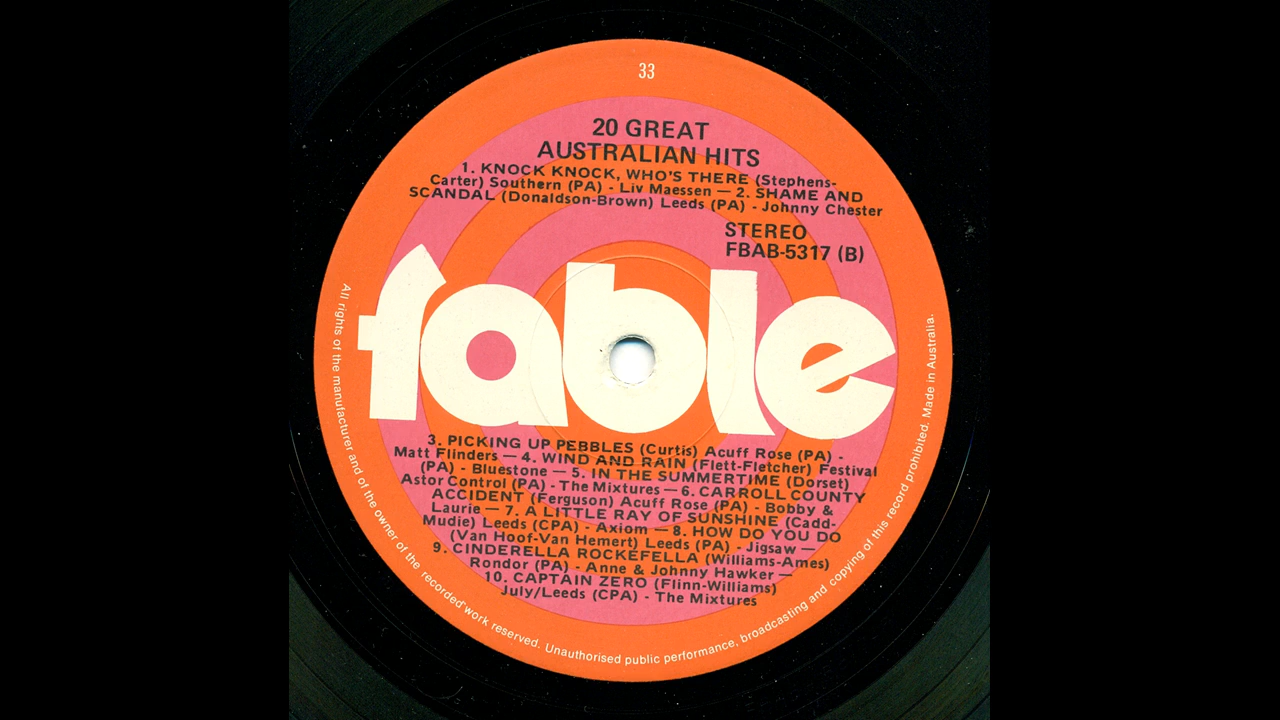 33
20 GREAT
AUSTRALIAN HITS
1. KNOCK KNOCK, WHO'S THERE (Stephens-
Carter) Southern (PA) - Liv Maessen — 2. SHAME AND
SCANDAL (Donaldson-Brown) Leeds (PA) - Johnny Chester
STEREO
FBAB-5317 (B)
fable
3. PICKING UP PEBBLES (Curtis) Acuff Rose (PA) -
Matt Flinders — 4. WIND AND RAIN (Flett-Fletcher) Festival
(PA) - Bluestone — 5. IN THE SUMMERTIME (Dorset)
Astor Control (PA) - The Mixtures — 6. CARROLL COUNTY
ACCIDENT (Ferguson) Acuff Rose (PA) - Bobby &
Laurie — 7. A LITTLE RAY OF SUNSHINE (Cadd-
Mudie) Leeds (CPA) - Axiom — 8. HOW DO YOU DO
(Van Hoof-Van Hemert) Leeds (PA) - Jigsaw —
9. CINDERELLA ROCKEFELLA (Williams-Ames)
Rondor (PA) - Anne & Johnny Hawker —
10. CAPTAIN ZERO (Flinn-Williams)
July/Leeds (CPA) - The Mixtures
All rights of the manufacturer and of the owner of the recorded work reserved. Unauthorised public performance, broadcasting and copying of this record prohibited. Made in Australia.